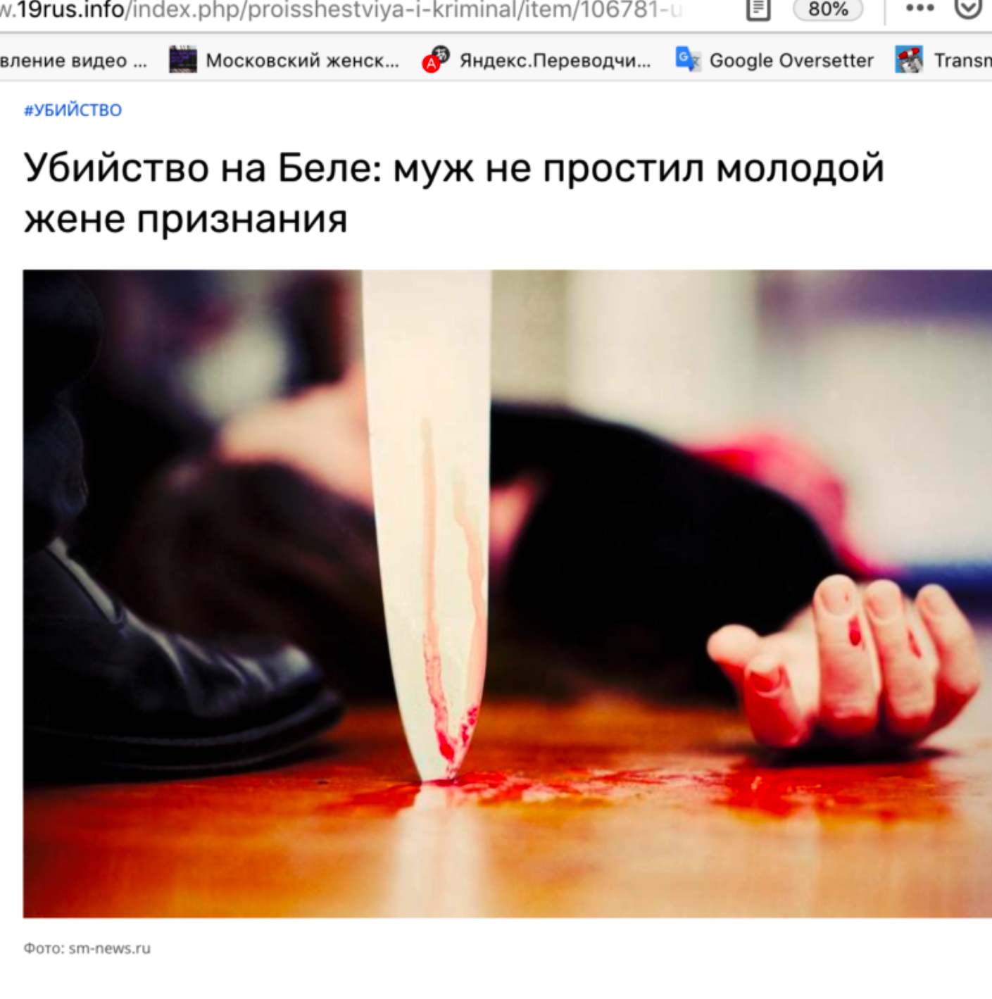 w.19rus.info/index.php/proisshestviya-i-kriminal/item/106781-u 80%
вление видео ... Московский женск... Яндекс.Переводчи... Google Oversetter Transm
#УБИЙСТВО
Убийство на Беле: муж не простил молодой
жене признания
Фото: sm-news.ru